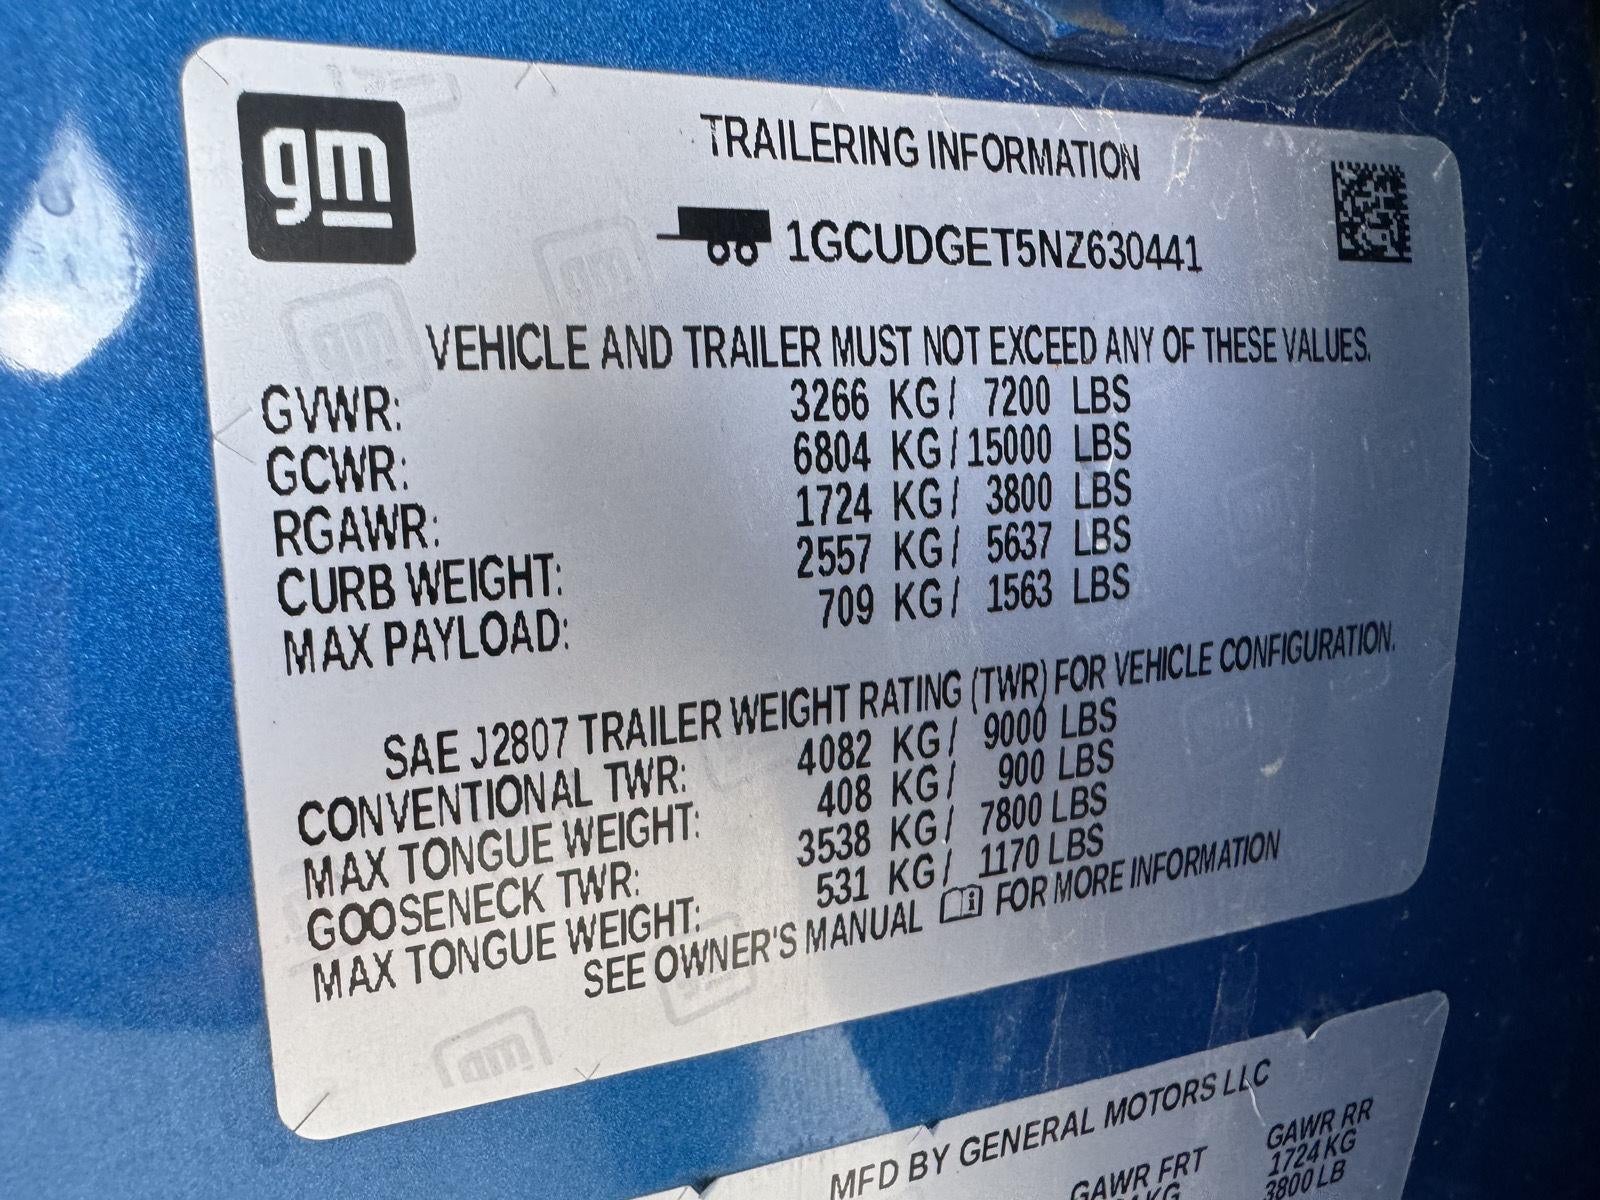 gm
TRAILERING INFORMATION
1GCUDGET5NZ630441
VEHICLE AND TRAILER MUST NOT EXCEED ANY OF THESE VALUES.
GVWR: 3266 KG / 7200 LBS
GCWR: 6804 KG / 15000 LBS
RGAWR: 1724 KG / 3800 LBS
CURB WEIGHT: 2557 KG / 5637 LBS
MAX PAYLOAD: 709 KG / 1563 LBS
SAE J2807 TRAILER WEIGHT RATING (TWR) FOR VEHICLE CONFIGURATION.
CONVENTIONAL TWR: 4082 KG / 9000 LBS
MAX TONGUE WEIGHT: 408 KG / 900 LBS
GOOSENECK TWR: 3538 KG / 7800 LBS
MAX TONGUE WEIGHT: 531 KG / 1170 LBS
SEE OWNER'S MANUAL FOR MORE INFORMATION
MFD BY GENERAL MOTORS LLC
GAWR FRT GAWR RR
KG 1724 KG
3800 LB